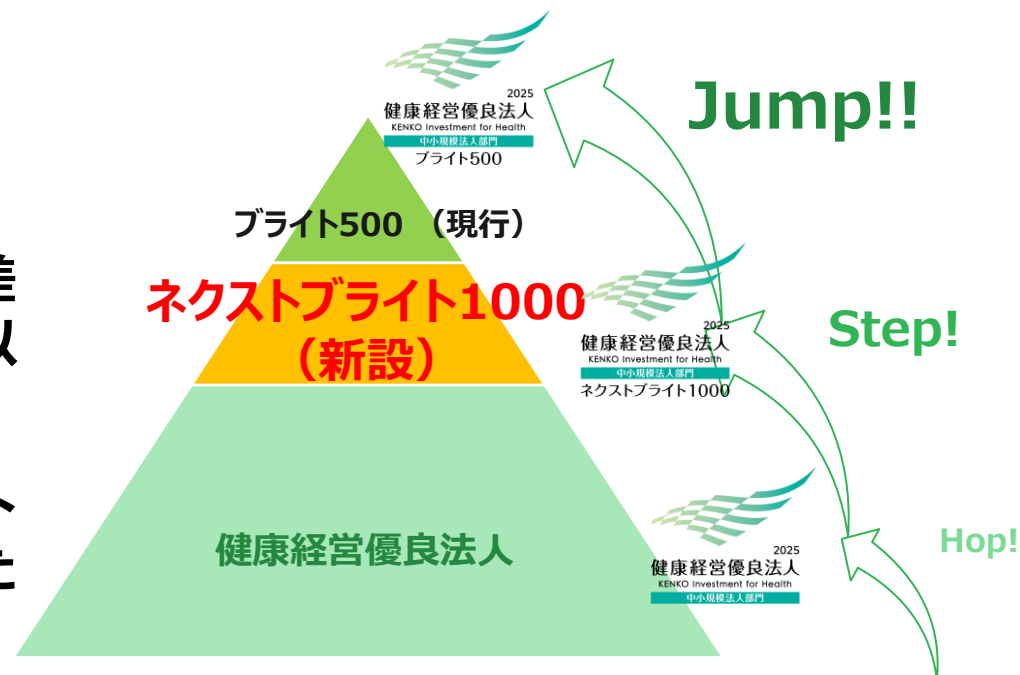 2025
健康経営優良法人
KENKO Investment for Health
中小規模法人部門
ブライト500
Jump!!
ブライト500 （現行）
差
以
ネクストブライト1000
（新設）
2025
健康経営優良法人
KENKO Investment for Health
中小規模法人部門
ネクストブライト1000
Step!
健康経営優良法人
2025
健康経営優良法人
KENKO Investment for Health
中小規模法人部門
Hop!